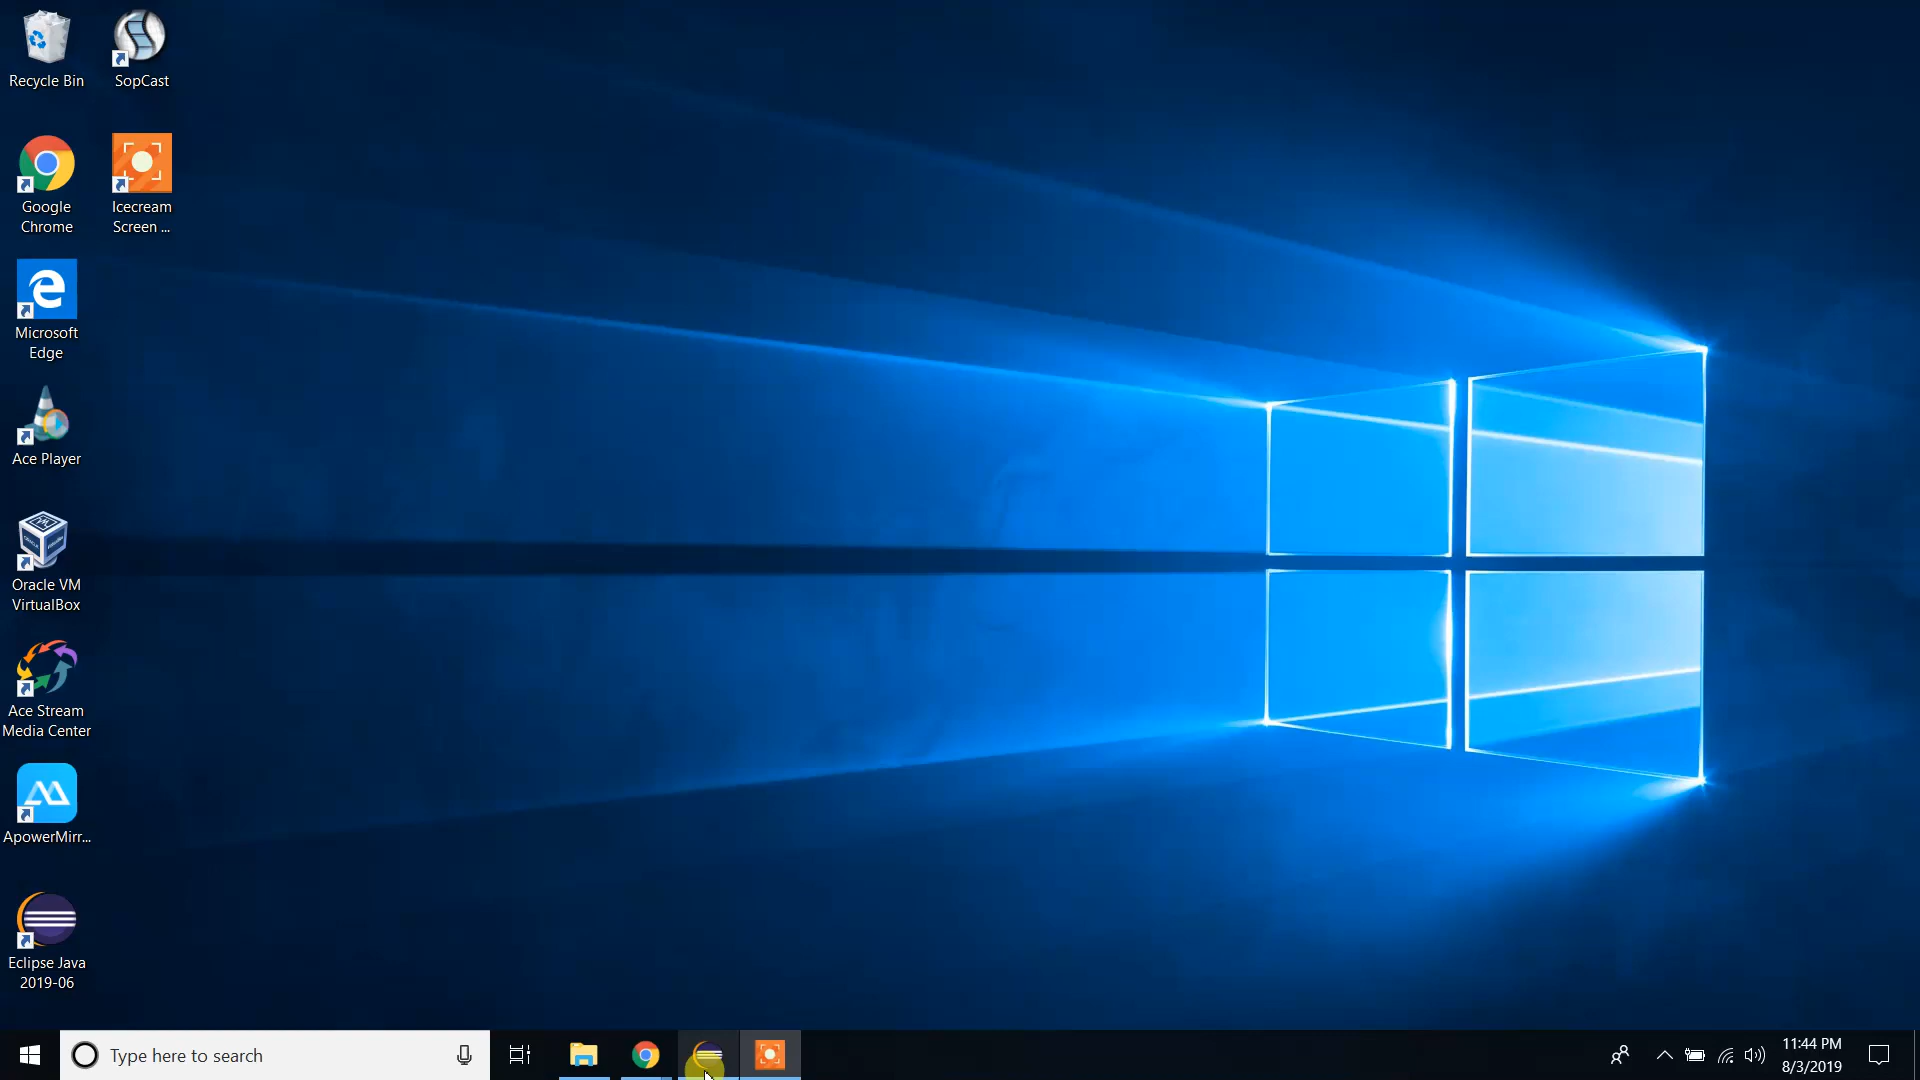 Recycle Bin
SopCast
Google
Chrome
Icecream
Screen ...
Microsoft
Edge
Ace Player
Oracle VM
VirtualBox
Ace Stream
Media Center
ApowerMirr...
Eclipse Java
2019-06
Type here to search
11:44 PM
8/3/2019